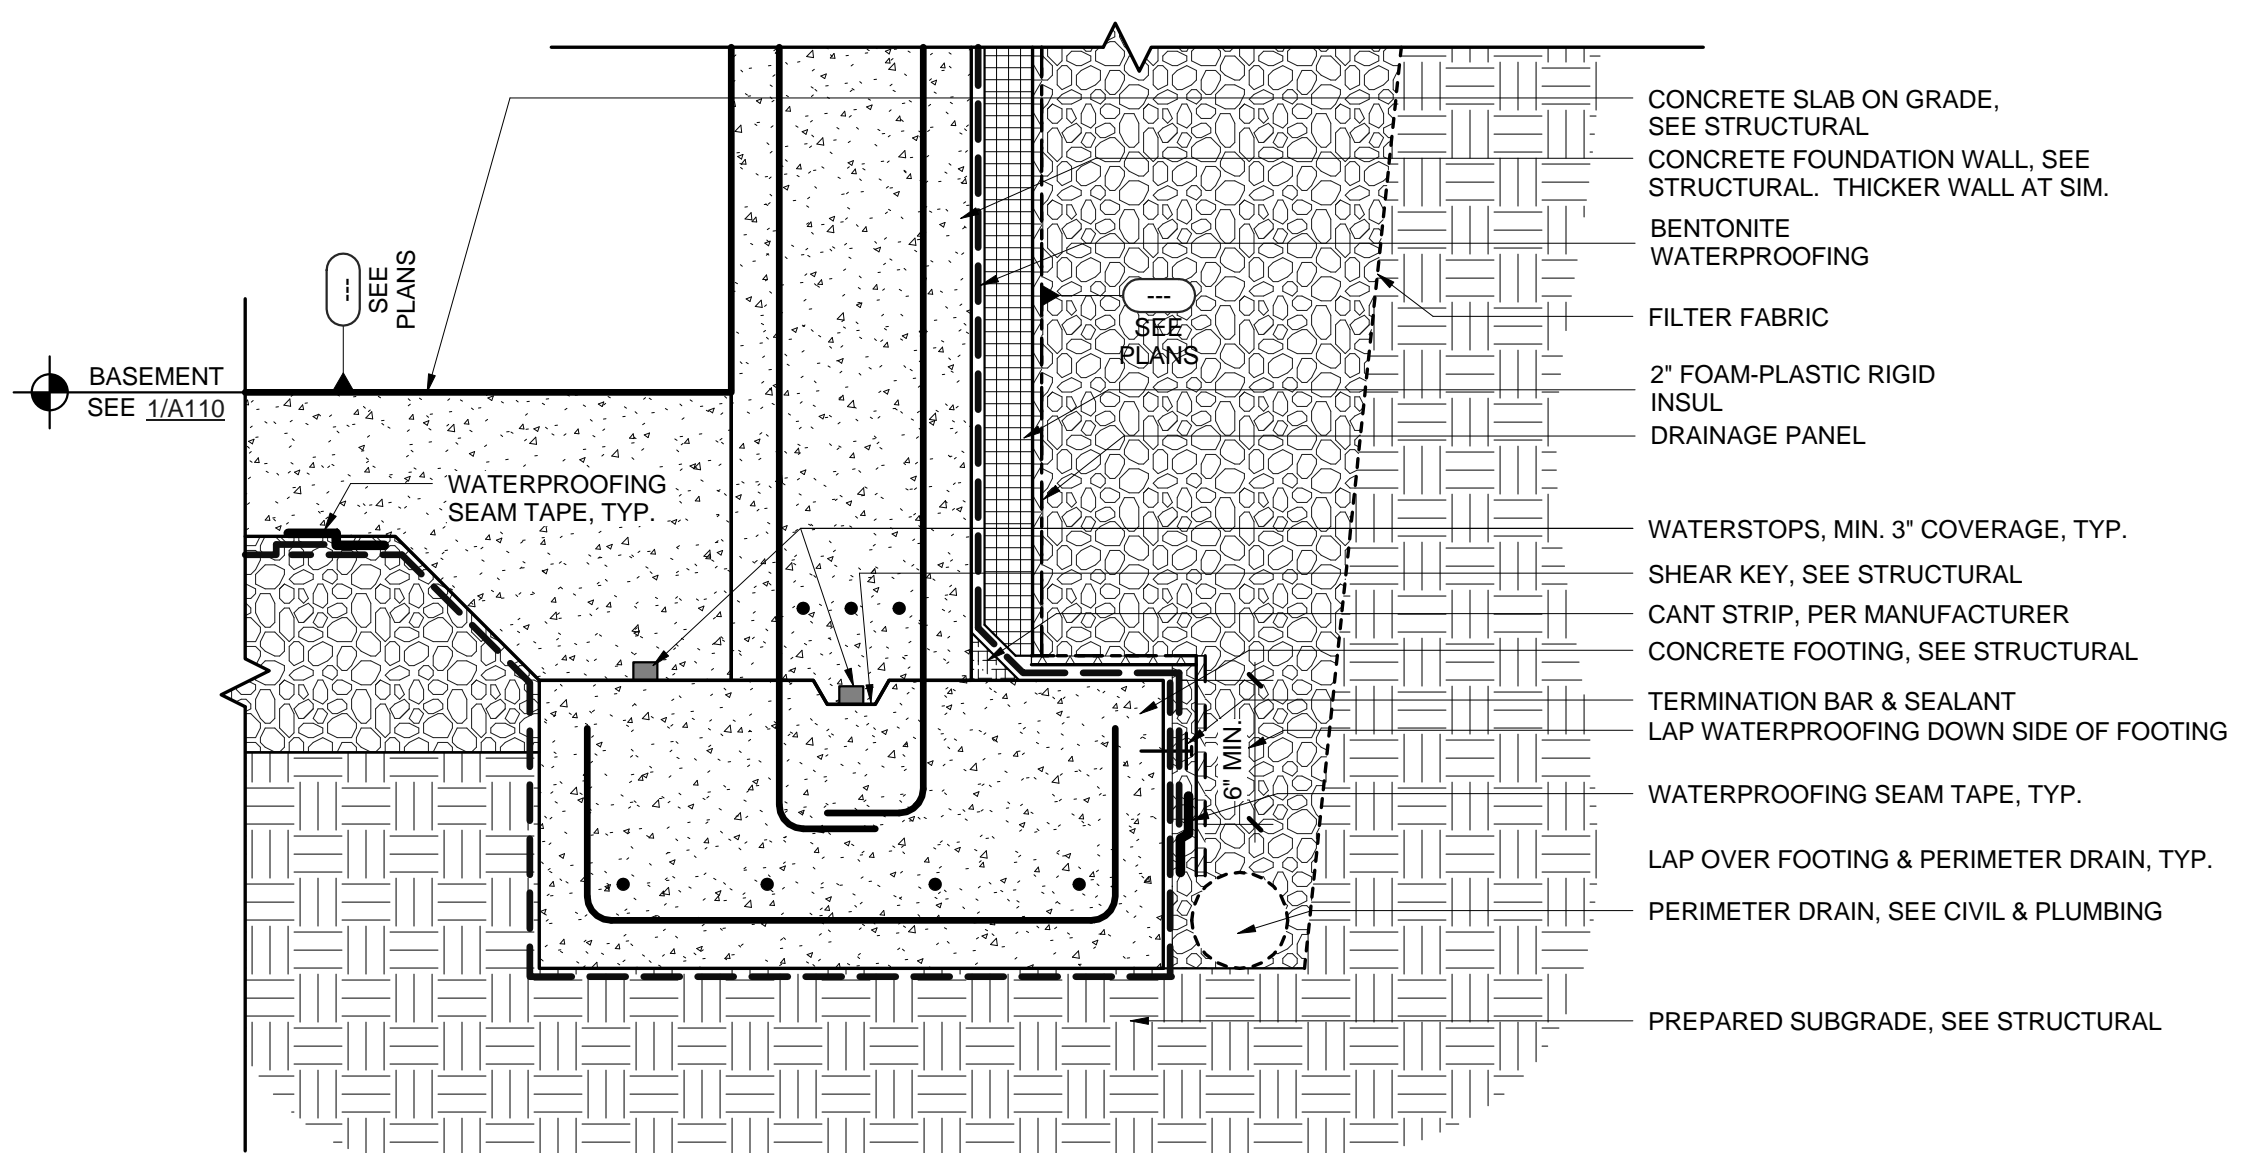 CONCRETE SLAB ON GRADE,
SEE STRUCTURAL
CONCRETE FOUNDATION WALL, SEE
STRUCTURAL.  THICKER WALL AT SIM.
BENTONITE
WATERPROOFING
---
SEE
PLANS
---
SEE
PLANS
FILTER FABRIC
BASEMENT
SEE 1/A110
2" FOAM-PLASTIC RIGID
INSUL
DRAINAGE PANEL
WATERPROOFING
SEAM TAPE, TYP.
WATERSTOPS, MIN. 3" COVERAGE, TYP.
SHEAR KEY, SEE STRUCTURAL
CANT STRIP, PER MANUFACTURER
CONCRETE FOOTING, SEE STRUCTURAL
TERMINATION BAR & SEALANT
LAP WATERPROOFING DOWN SIDE OF FOOTING
6" MIN.
WATERPROOFING SEAM TAPE, TYP.
LAP OVER FOOTING & PERIMETER DRAIN, TYP.
PERIMETER DRAIN, SEE CIVIL & PLUMBING
PREPARED SUBGRADE, SEE STRUCTURAL